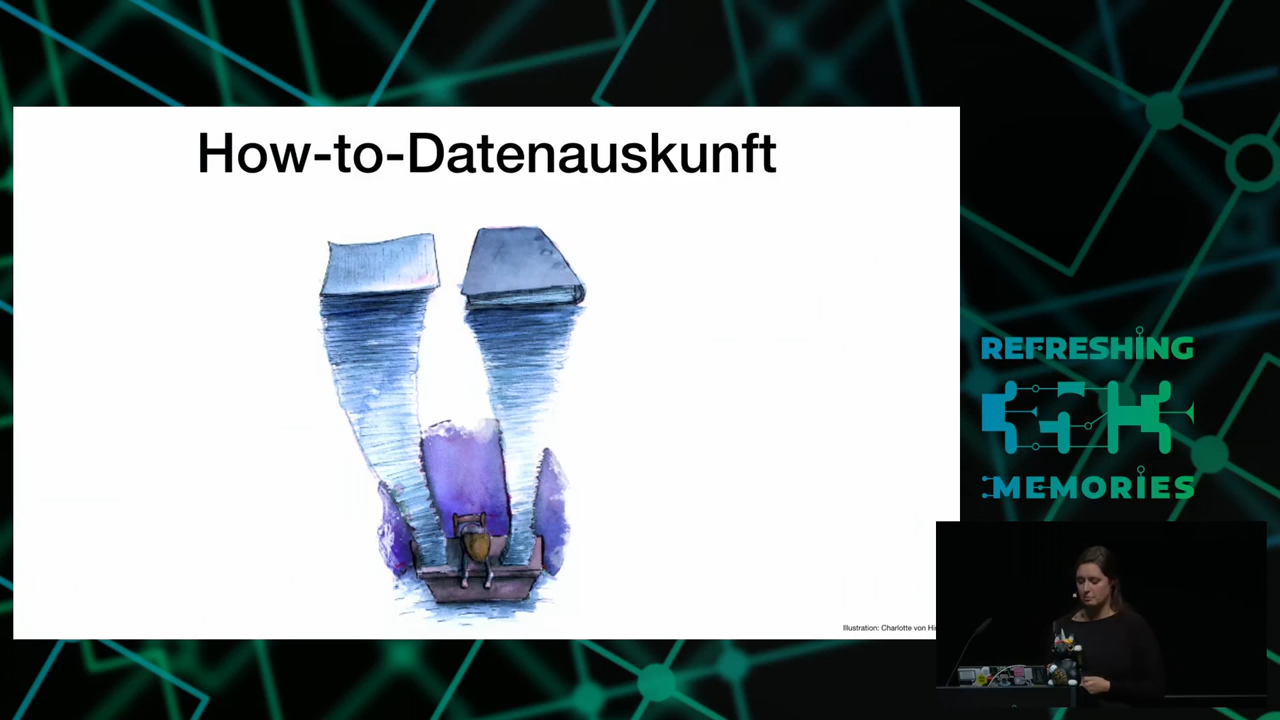 How-to-Datenauskunft
Illustration: Charlotte von
REFRESHING
MEMORIES